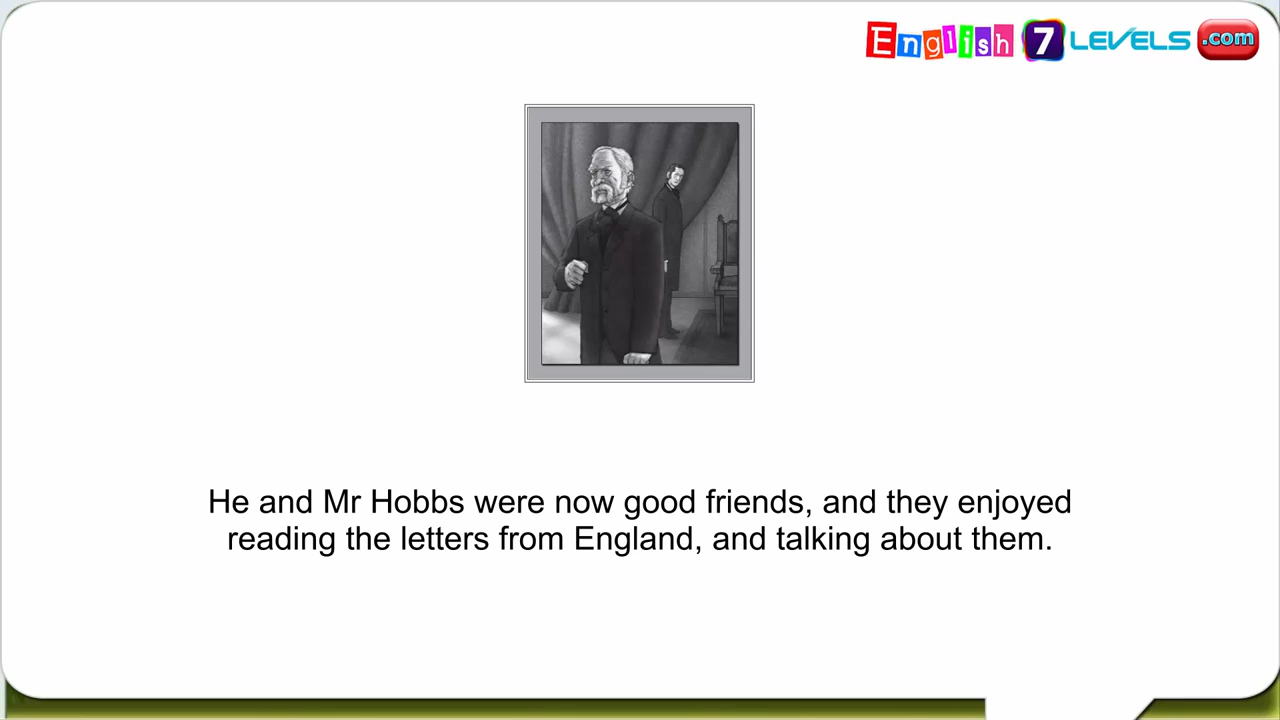 English 7 LEVELS .com
He and Mr Hobbs were now good friends, and they enjoyed
reading the letters from England, and talking about them.